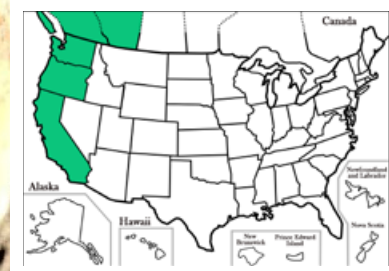 Canada
Alaska
Hawaii
New
Brunswick
Prince Edward
Island
Newfoundland
and Labrador
Nova Scotia